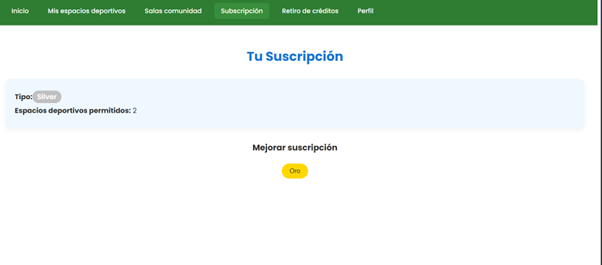 Inicio Mis espacios deportivos Salas comunidad Subscripción Retiro de créditos Perfil
Tu Suscripción
Tipo: Silver
Espacios deportivos permitidos: 2
Mejorar suscripción
Oro